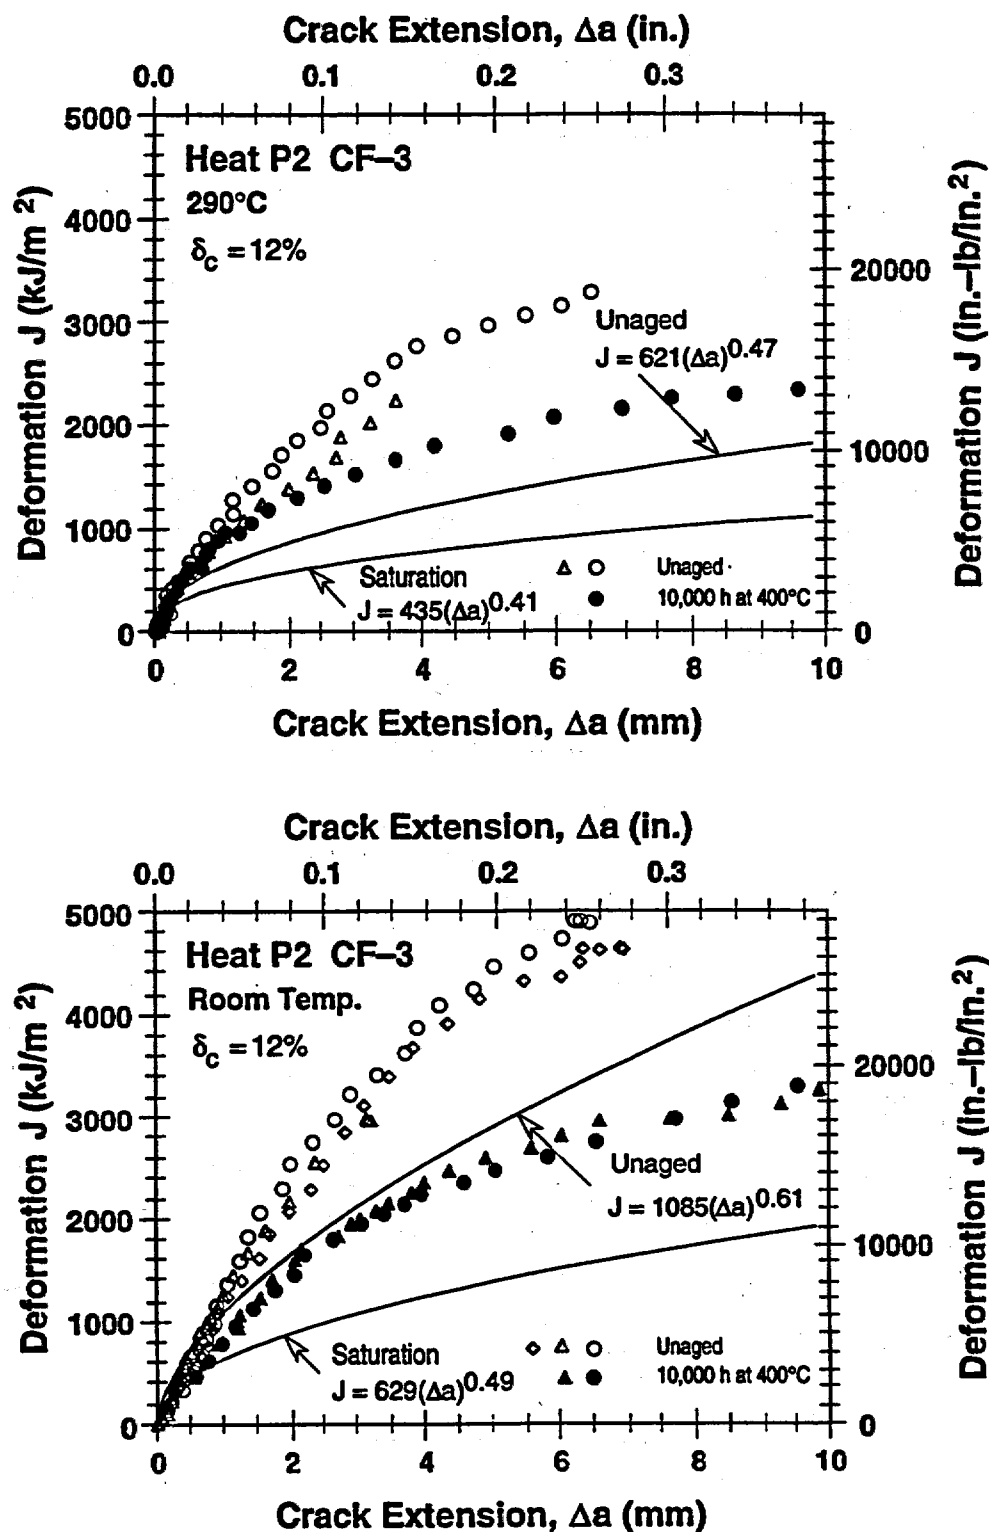 Crack Extension, Δa (in.)
0.0 0.1 0.2 0.3
5000
4000
3000
2000
1000
0
Deformation J (kJ/m ²)
Heat P2 CF–3
290°C
δc = 12%
Unaged
J = 621(Δa)0.47
Saturation
J = 435(Δa)0.41
Unaged
10,000 h at 400°C
20000
10000
0
Deformation J (in.–lb/in.²)
0 2 4 6 8 10
Crack Extension, Δa (mm)
Crack Extension, Δa (in.)
0.0 0.1 0.2 0.3
5000
4000
3000
2000
1000
0
Deformation J (kJ/m ²)
Heat P2 CF–3
Room Temp.
δc = 12%
Unaged
J = 1085(Δa)0.61
Saturation
J = 629(Δa)0.49
Unaged
10,000 h at 400°C
20000
10000
0
Deformation J (in.–lb/in.²)
0 2 4 6 8 10
Crack Extension, Δa (mm)